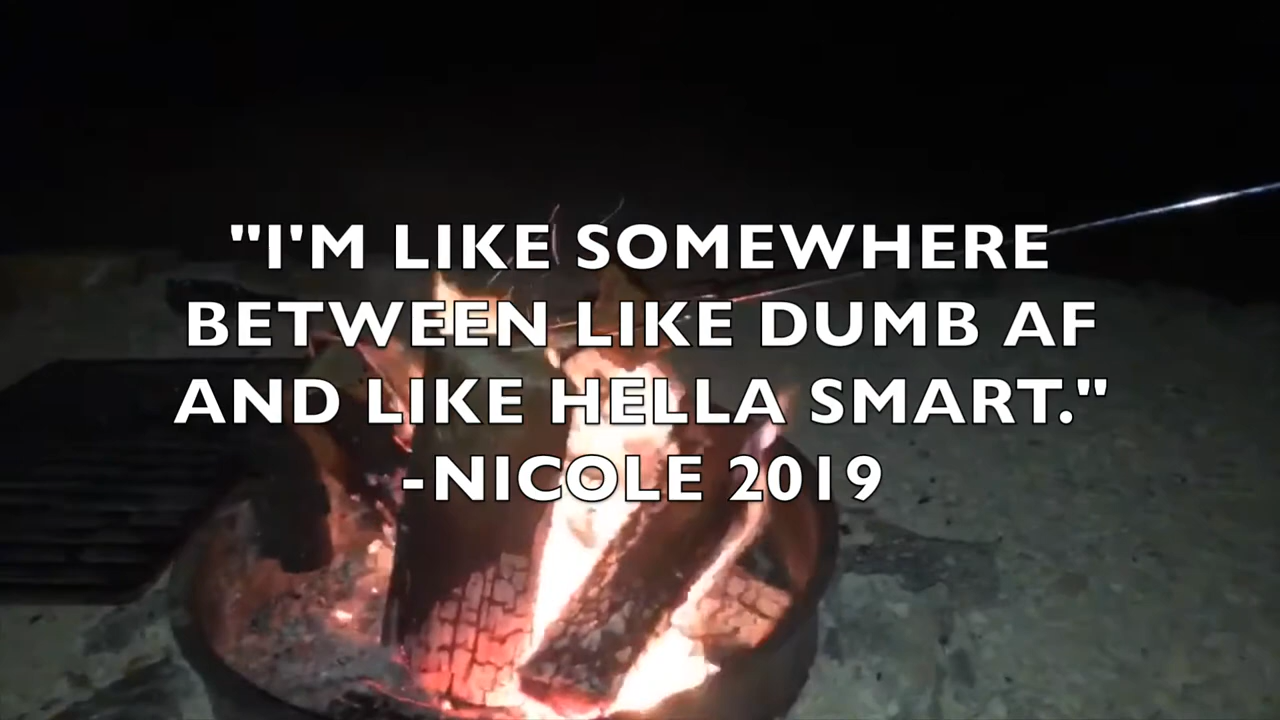 "I'M LIKE SOMEWHERE
BETWEEN LIKE DUMB AF
AND LIKE HELLA SMART."
-NICOLE 2019